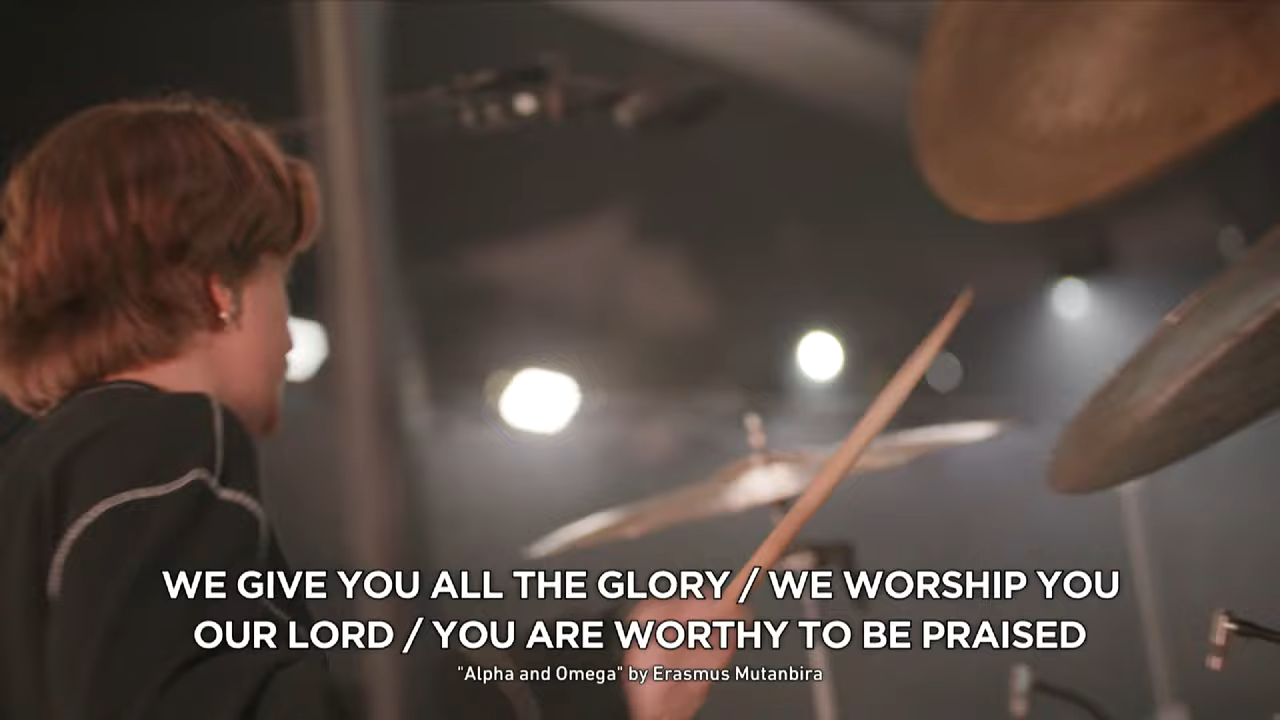 WE GIVE YOU ALL THE GLORY / WE WORSHIP YOU
OUR LORD / YOU ARE WORTHY TO BE PRAISED
"Alpha and Omega" by Erasmus Mutanbira